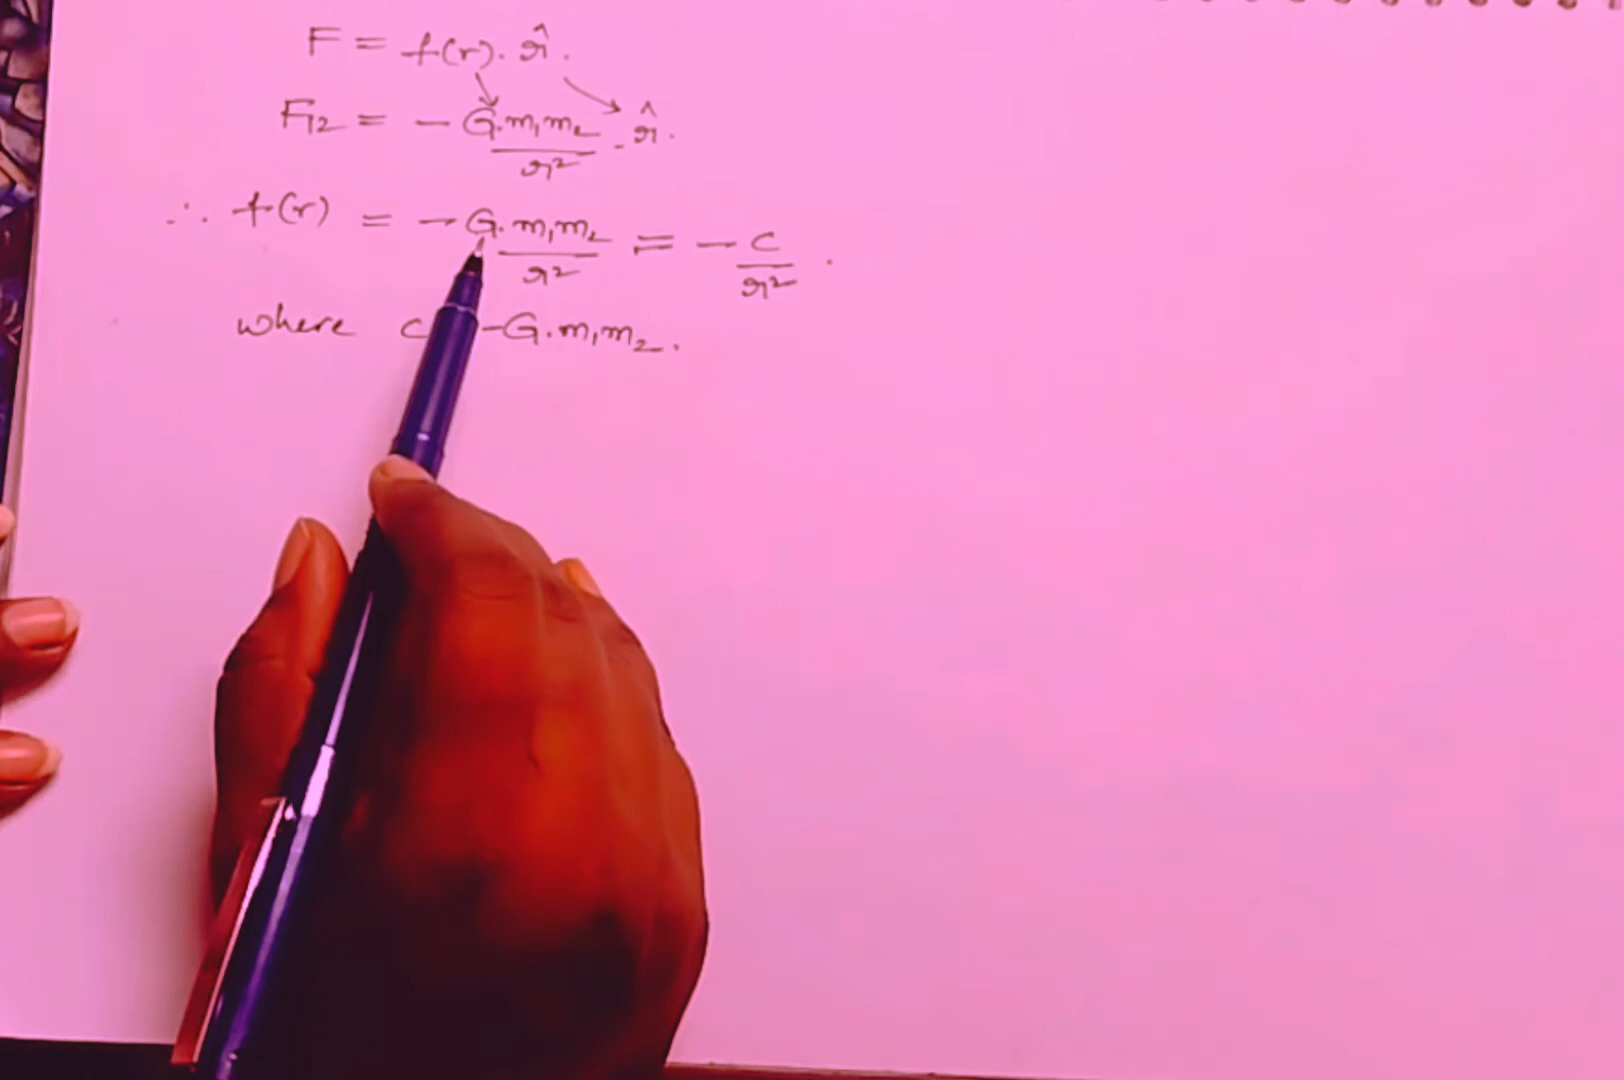 F = f(r). r̂.
F12 = - G.m1m2/r² . r̂.
∴ f(r) = - G.m1m2/r² = - c/r² .
where c -G.m1m2.